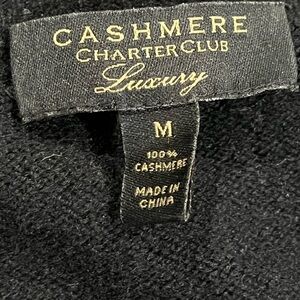 CASHMERE
CHARTER CLUB
Luxury
M
100%
CASHMERE
MADE IN
CHINA